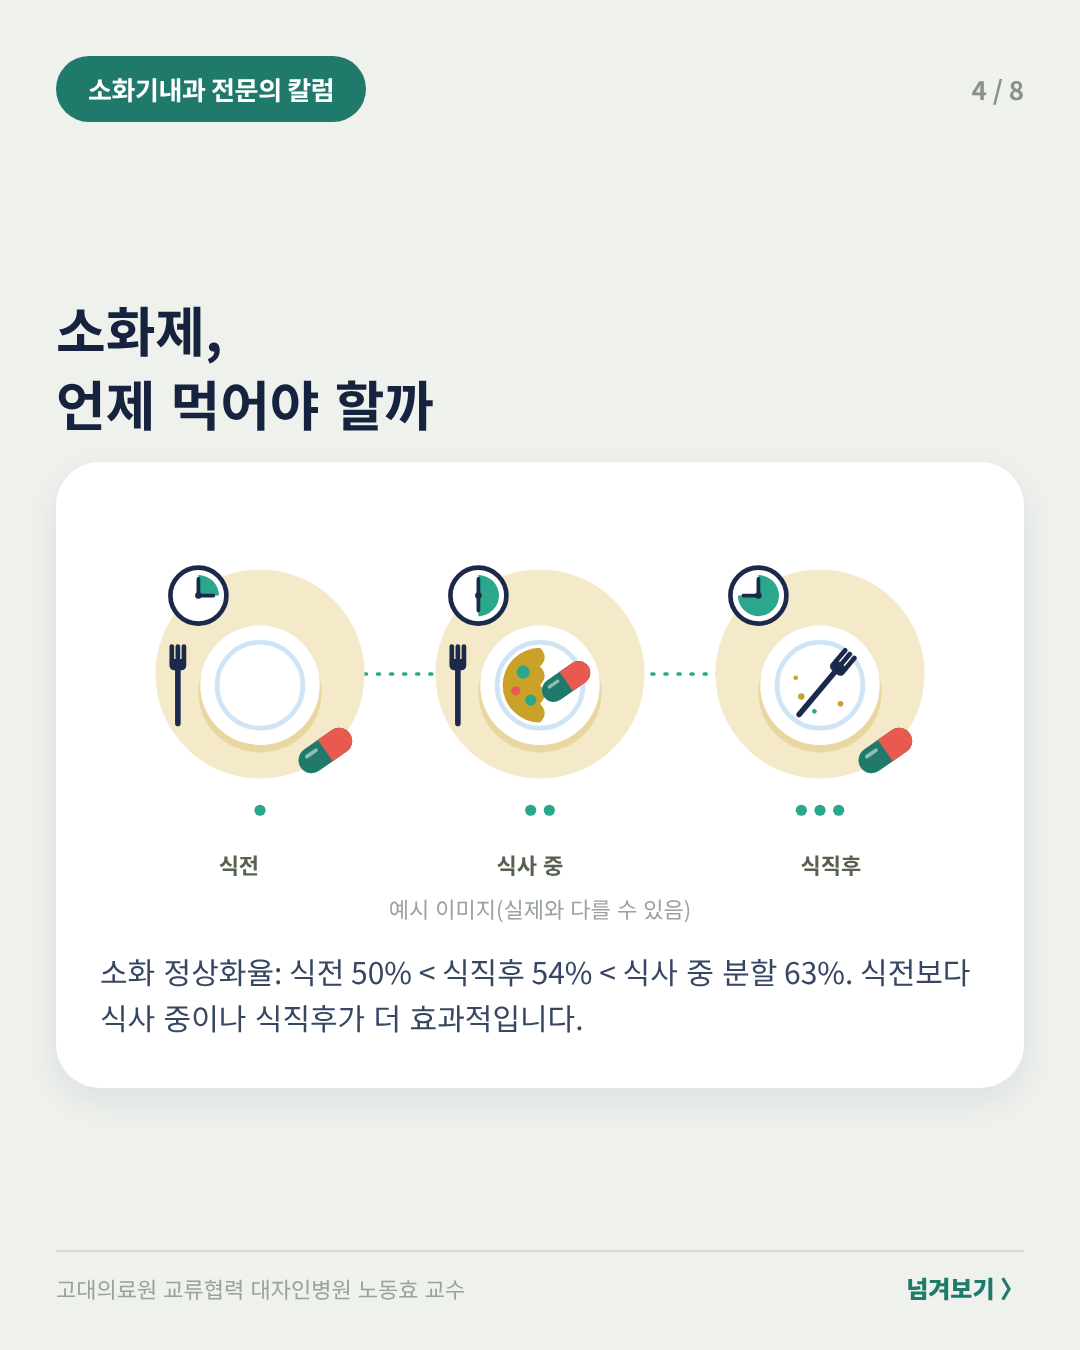 소화기내과 전문의 칼럼
4 / 8
소화제,
언제 먹어야 할까
식전
식사 중
식직후
예시 이미지(실제와 다를 수 있음)
소화 정상화율: 식전 50% < 식직후 54% < 식사 중 분할 63%. 식전보다
식사 중이나 식직후가 더 효과적입니다.
고대의료원 교류협력 대자인병원 노동효 교수
넘겨보기 〉